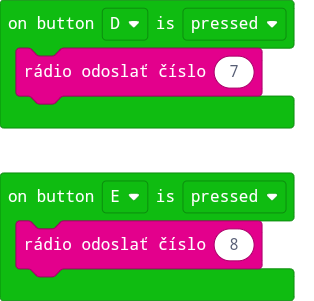 on button D is pressed
rádio odoslať číslo 7
on button E is pressed
rádio odoslať číslo 8